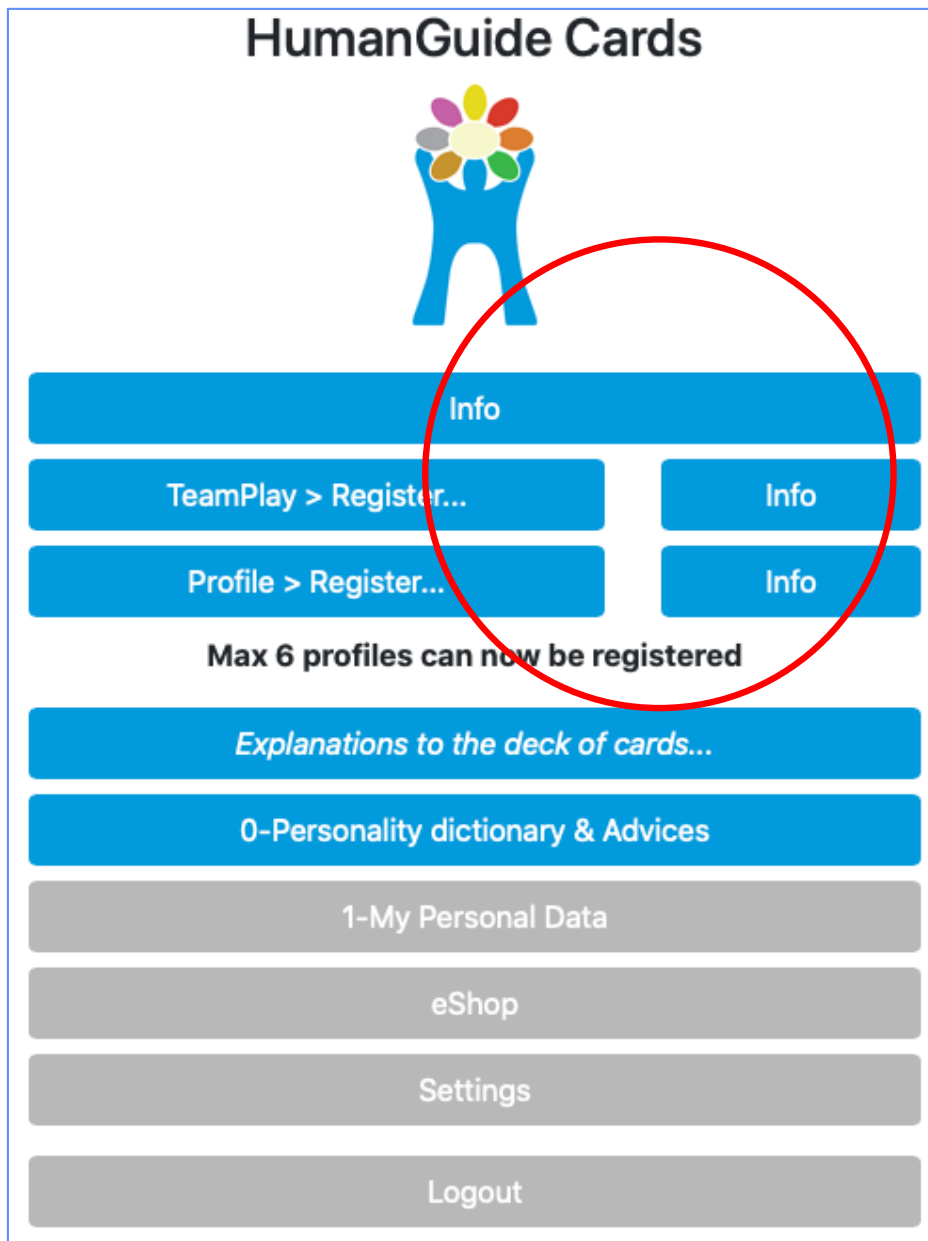 HumanGuide Cards
Info
TeamPlay > Register... Info
Profile > Register... Info
Max 6 profiles can now be registered
Explanations to the deck of cards...
0-Personality dictionary & Advices
1-My Personal Data
eShop
Settings
Logout